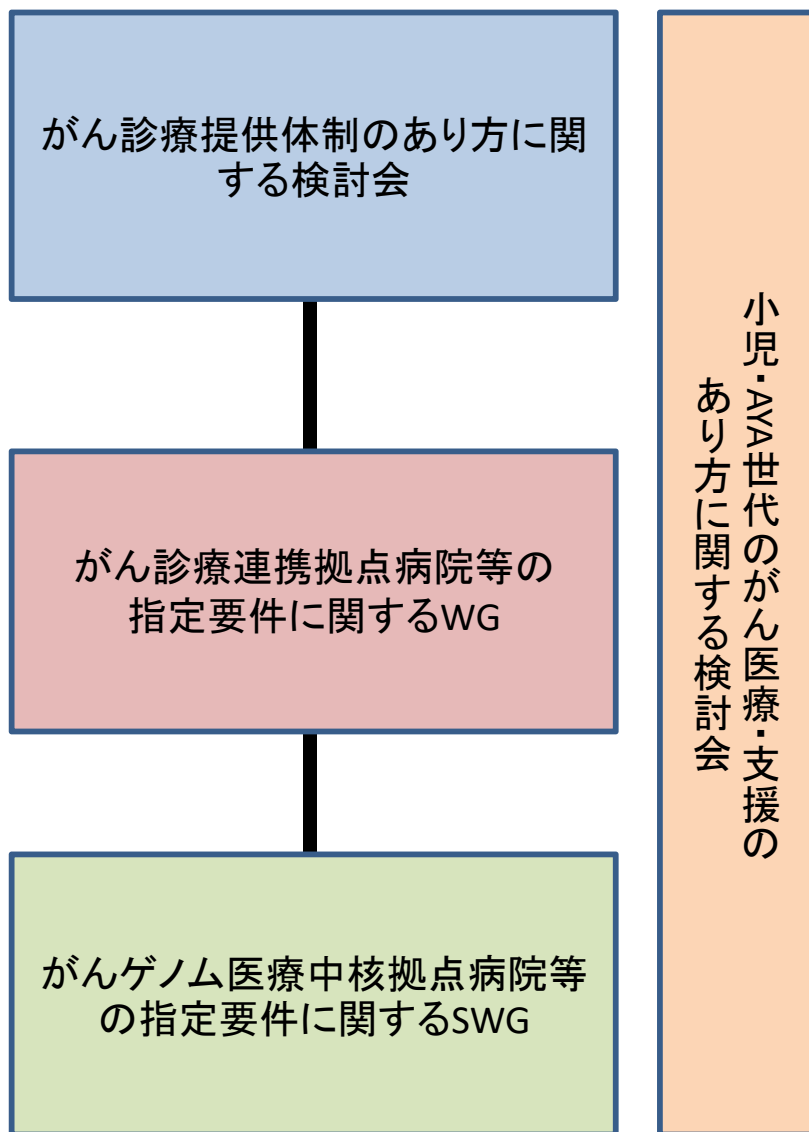 がん診療提供体制のあり方に関
する検討会
がん診療連携拠点病院等の
指定要件に関するWG
がんゲノム医療中核拠点病院等
の指定要件に関するSWG
小児・AYA世代のがん医療・支援の
あり方に関する検討会